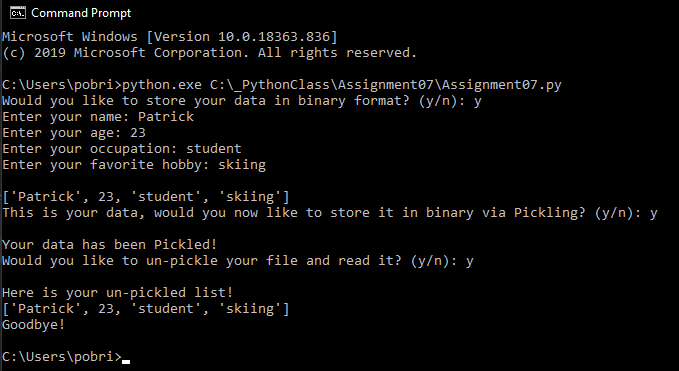 Command Prompt
Microsoft Windows [Version 10.0.18363.836]
(c) 2019 Microsoft Corporation. All rights reserved.
C:\Users\pobri>python.exe C:\_PythonClass\Assignment07\Assignment07.py
Would you like to store your data in binary format? (y/n): y
Enter your name: Patrick
Enter your age: 23
Enter your occupation: student
Enter your favorite hobby: skiing
['Patrick', 23, 'student', 'skiing']
This is your data, would you now like to store it in binary via Pickling? (y/n): y
Your data has been Pickled!
Would you like to un-pickle your file and read it? (y/n): y
Here is your un-pickled list!
['Patrick', 23, 'student', 'skiing']
Goodbye!
C:\Users\pobri>